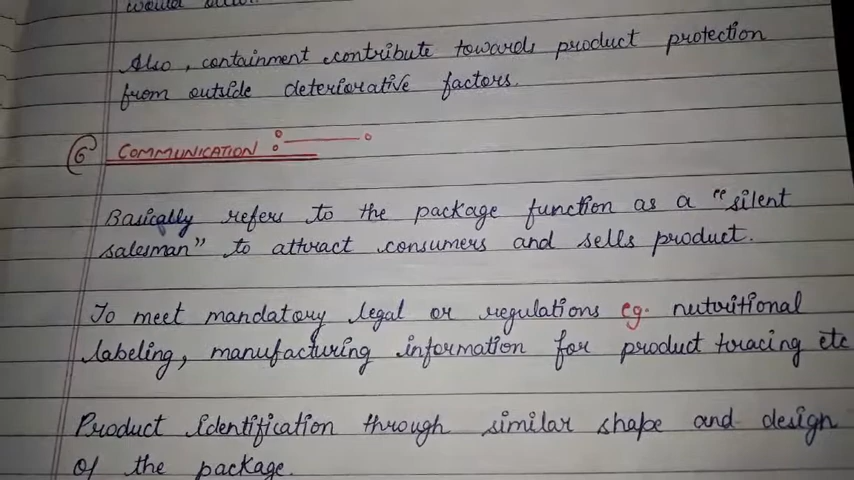 would
Also, containment contribute towards product protection
from outside deteriorative factors.
6 COMMUNICATION :-
Basically refers to the package function as a "silent
salesman" to attract consumers and sells product.
To meet mandatory legal or regulations eg. nutritional
labeling, manufacturing information for product tracing etc
Product identification through similar shape and design
of the package.